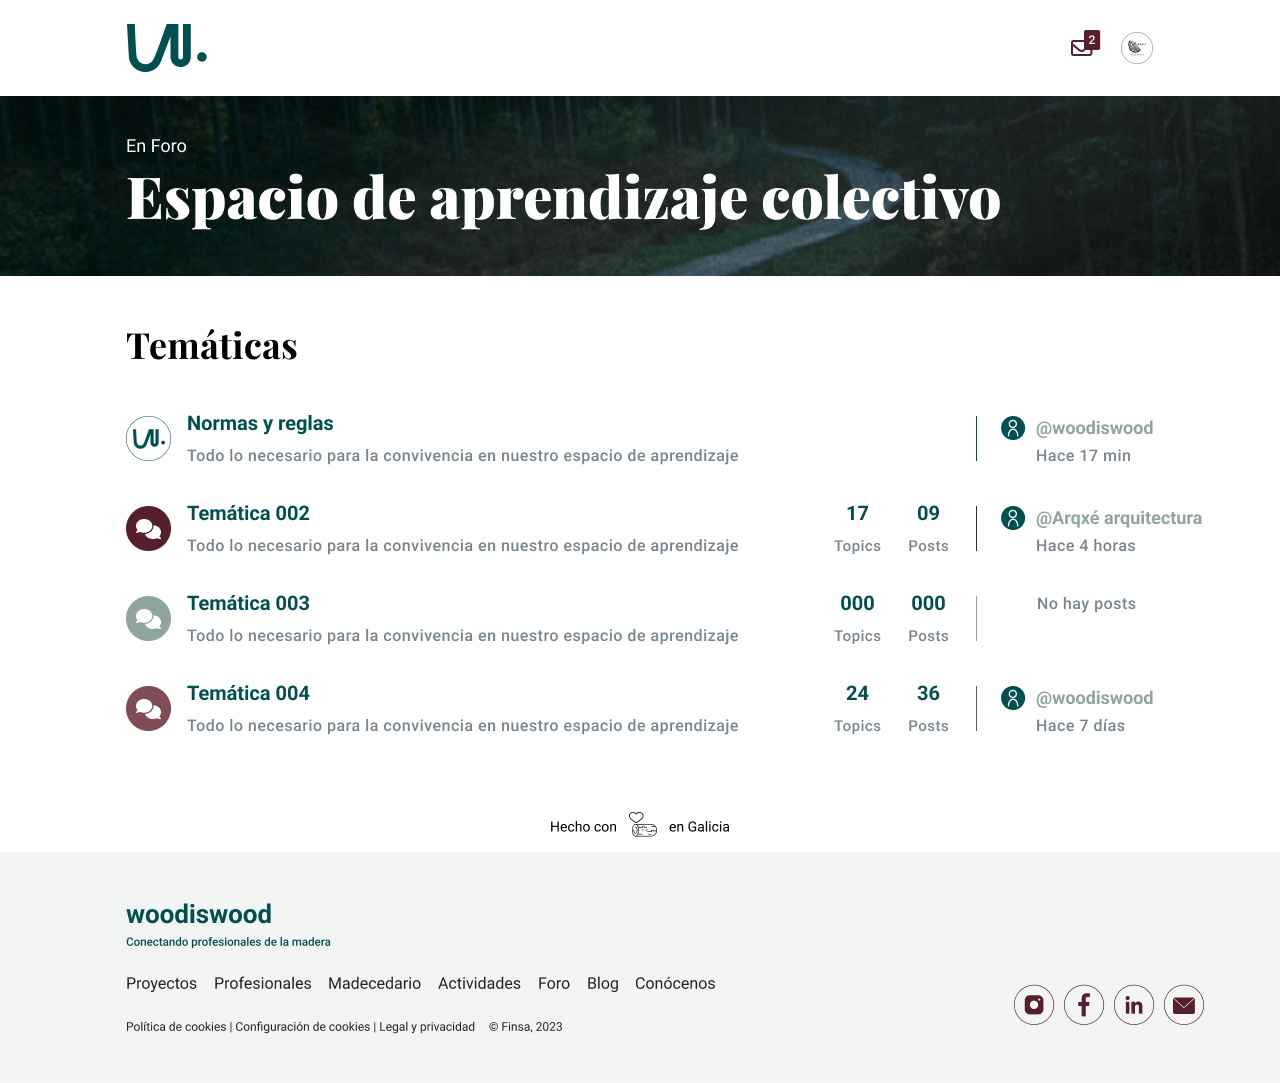 2
En Foro
Espacio de aprendizaje colectivo
Temáticas
Normas y reglas
Todo lo necesario para la convivencia en nuestro espacio de aprendizaje
@woodiswood
Hace 17 min
Temática 002
Todo lo necesario para la convivencia en nuestro espacio de aprendizaje
17 09
Topics Posts
@Arqxé arquitectura
Hace 4 horas
Temática 003
Todo lo necesario para la convivencia en nuestro espacio de aprendizaje
000 000
Topics Posts
No hay posts
Temática 004
Todo lo necesario para la convivencia en nuestro espacio de aprendizaje
24 36
Topics Posts
@woodiswood
Hace 7 días
Hecho con en Galicia
woodiswood
Conectando profesionales de la madera
Proyectos Profesionales Madecedario Actividades Foro Blog Conócenos
Política de cookies | Configuración de cookies | Legal y privacidad © Finsa, 2023